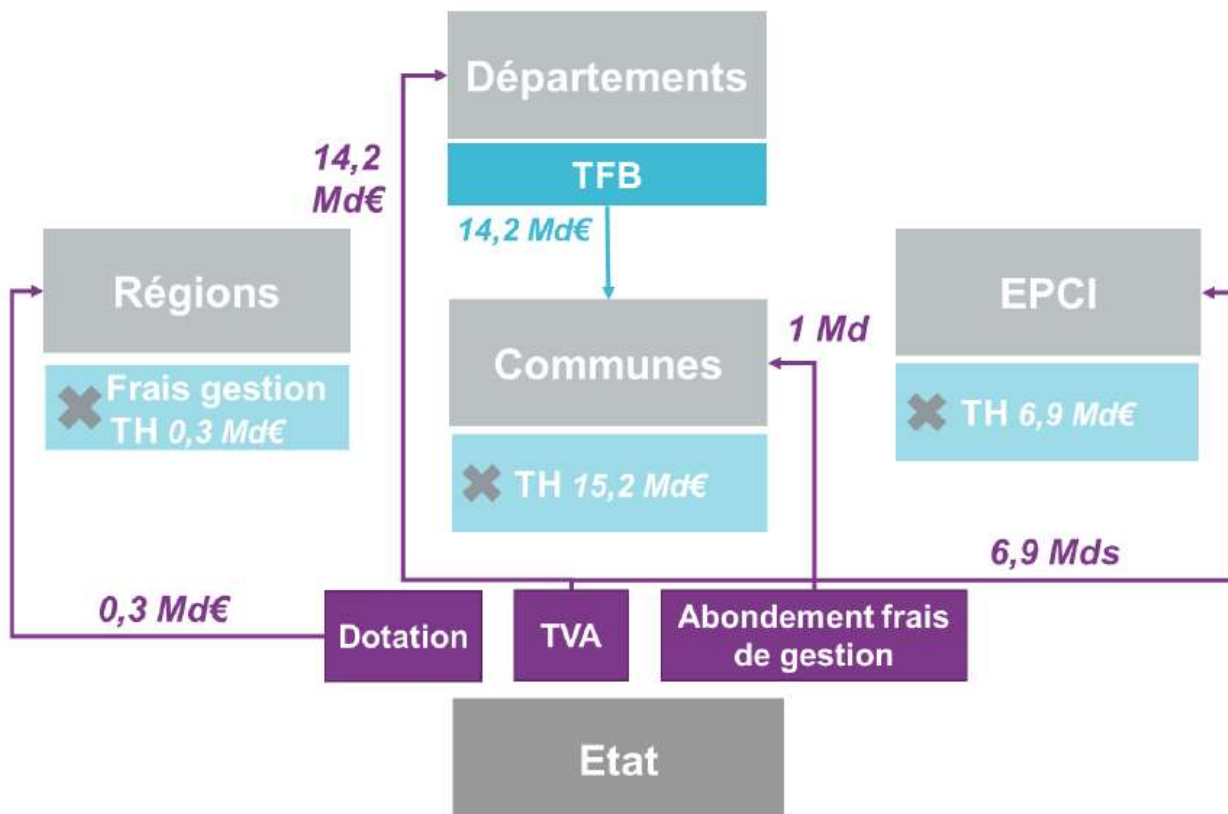 Départements
14,2
Md€
TFB
14,2 Md€
Régions
EPCI
1 Md
Communes
Frais gestion
TH 0,3 Md€
TH 6,9 Md€
TH 15,2 Md€
6,9 Mds
0,3 Md€
Dotation
TVA
Abondement frais
de gestion
Etat